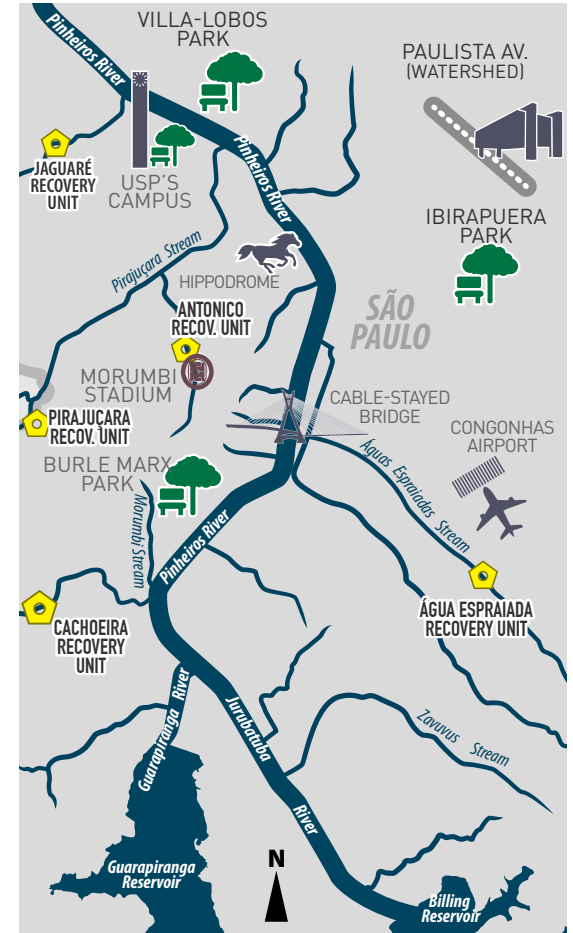 Pinheiros River
VILLA-LOBOS
PARK
PAULISTA AV.
(WATERSHED)
JAGUARÉ
RECOVERY
UNIT
USP'S
CAMPUS
Pinheiros River
IBIRAPUERA
PARK
Pirajuçara Stream
HIPPODROME
ANTONICO
RECOV. UNIT
SÃO
PAULO
MORUMBI
STADIUM
CABLE-STAYED
BRIDGE
PIRAJUÇARA
RECOV. UNIT
CONGONHAS
AIRPORT
BURLE MARX
PARK
Águas Espraiadas Stream
Morumbi Stream
Pinheiros River
ÁGUA ESPRAIADA
RECOVERY UNIT
CACHOEIRA
RECOVERY
UNIT
Guarapiranga River
Jurubatuba River
Zavuvus Stream
Guarapiranga
Reservoir
N
Billing
Reservoir